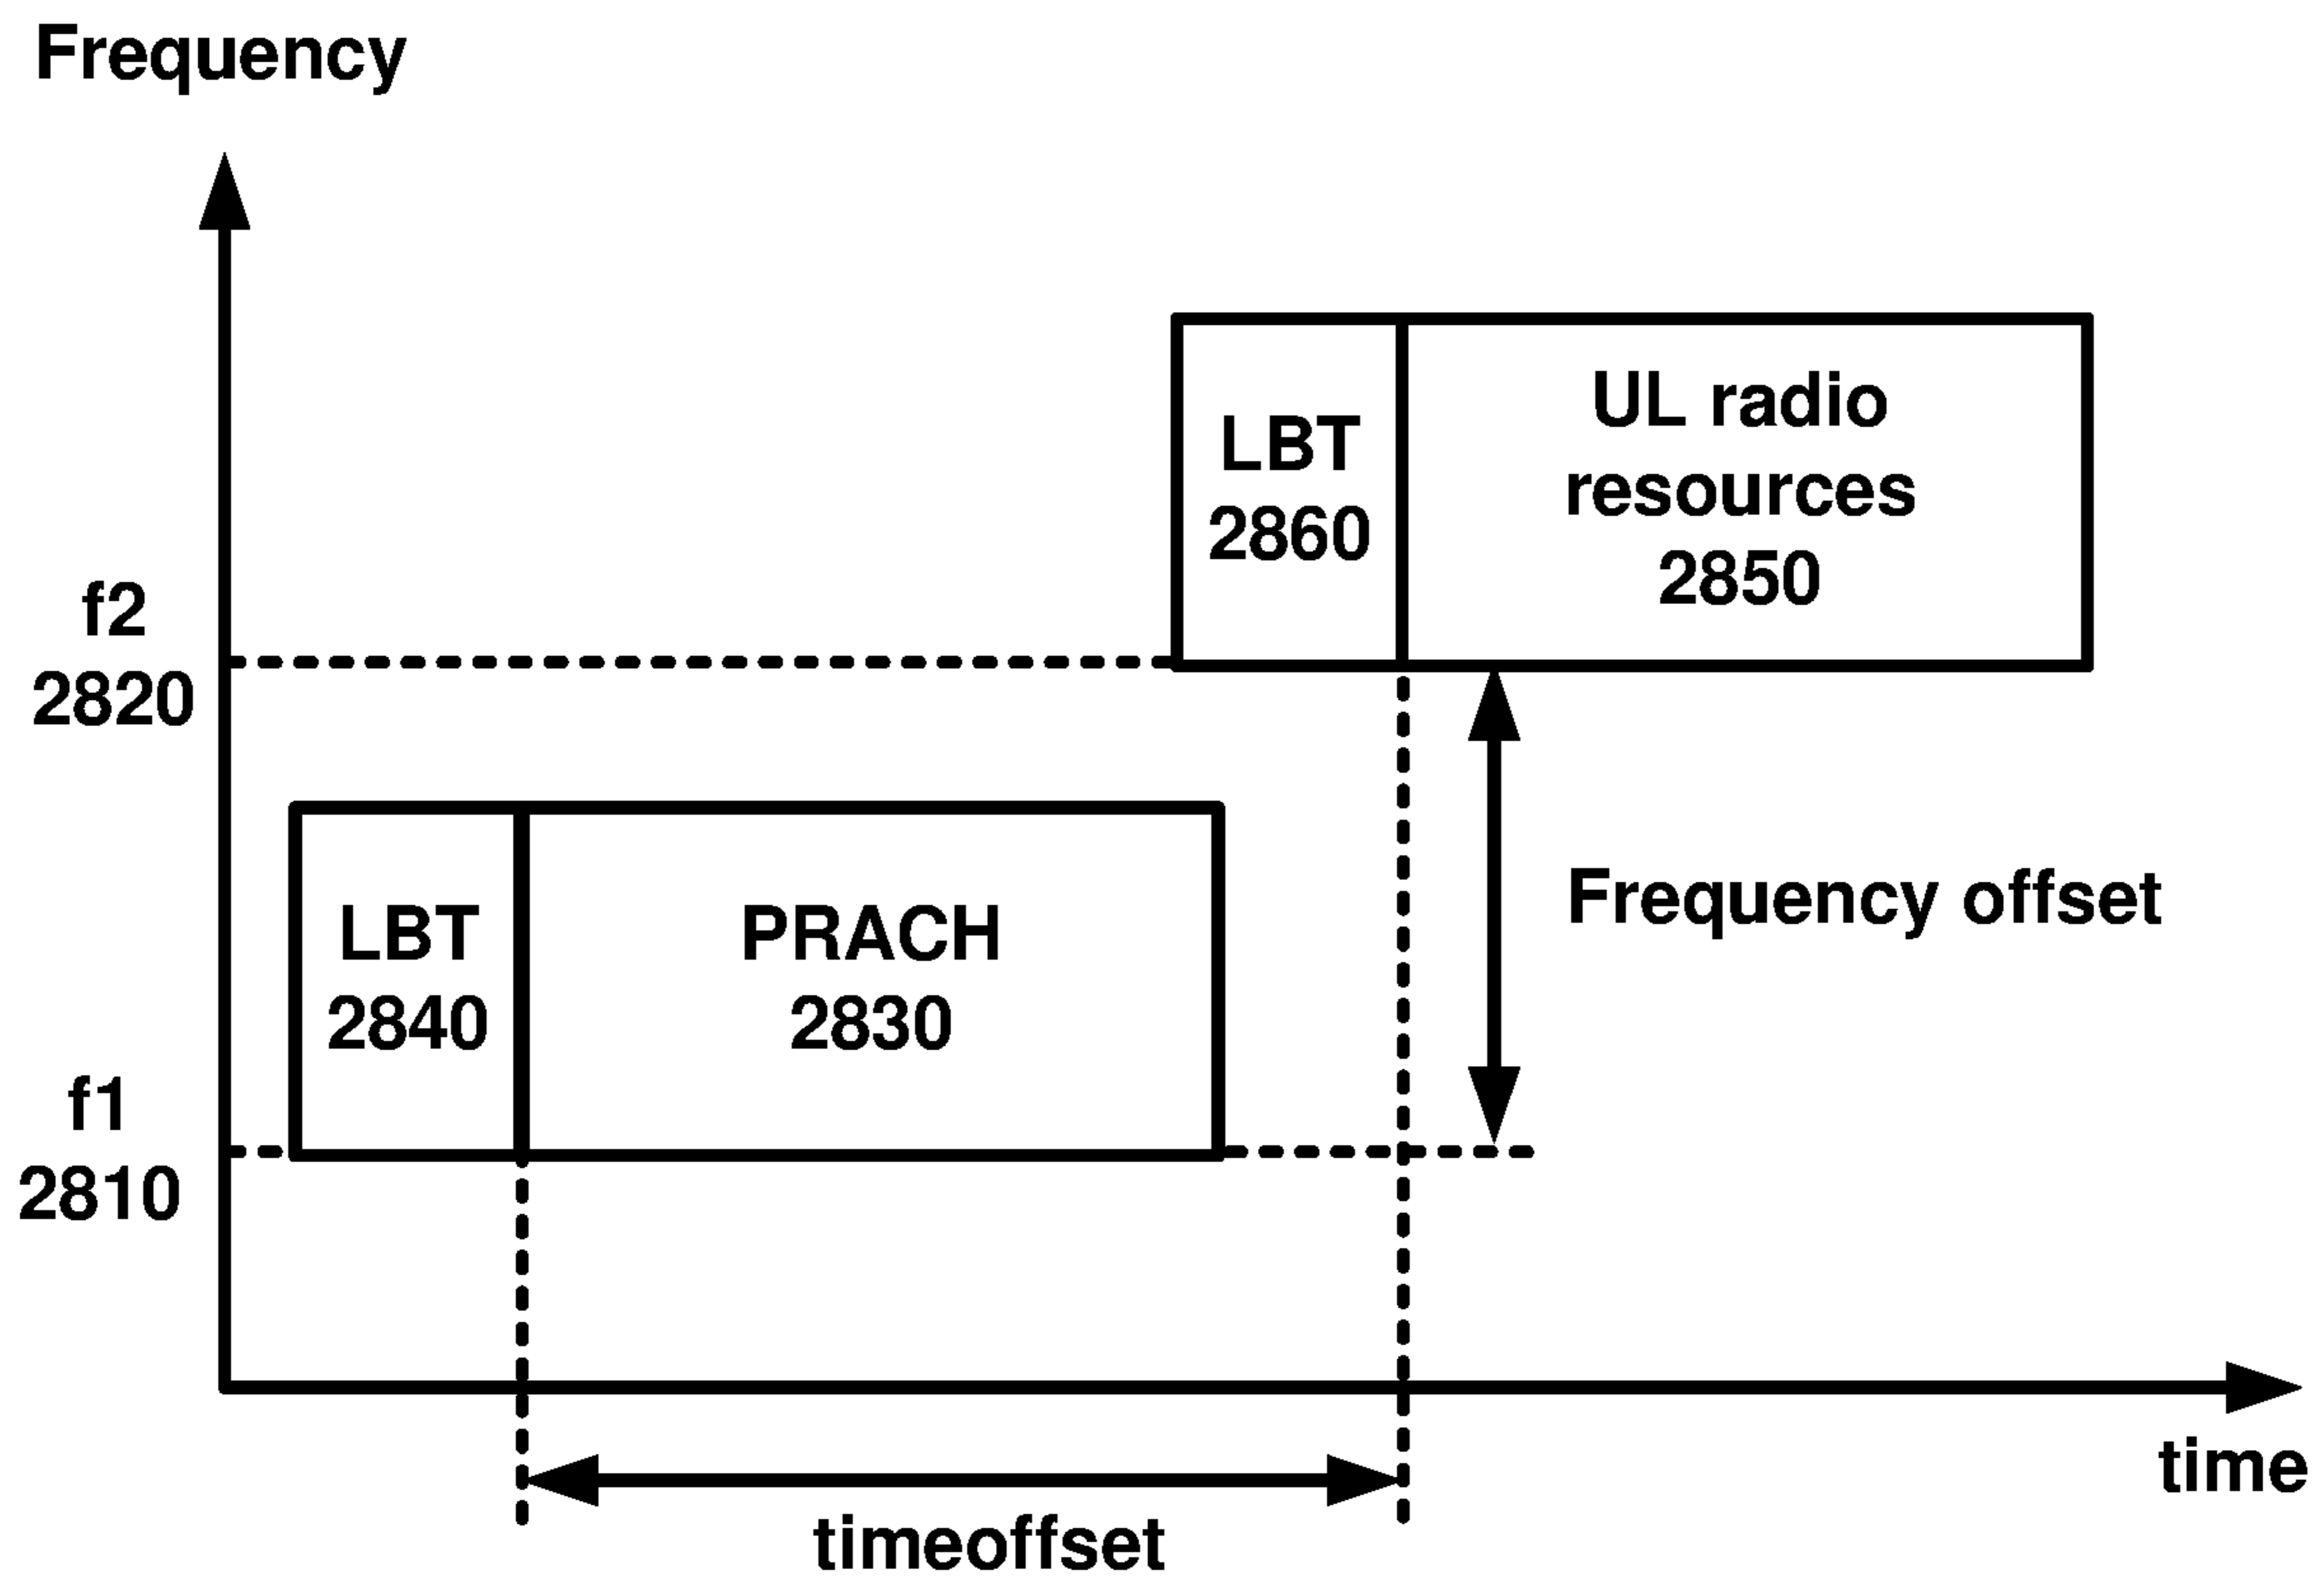 Frequency
LBT
2860
UL radio
resources
2850
f2
2820
LBT
2840
PRACH
2830
Frequency offset
f1
2810
time
timeoffset